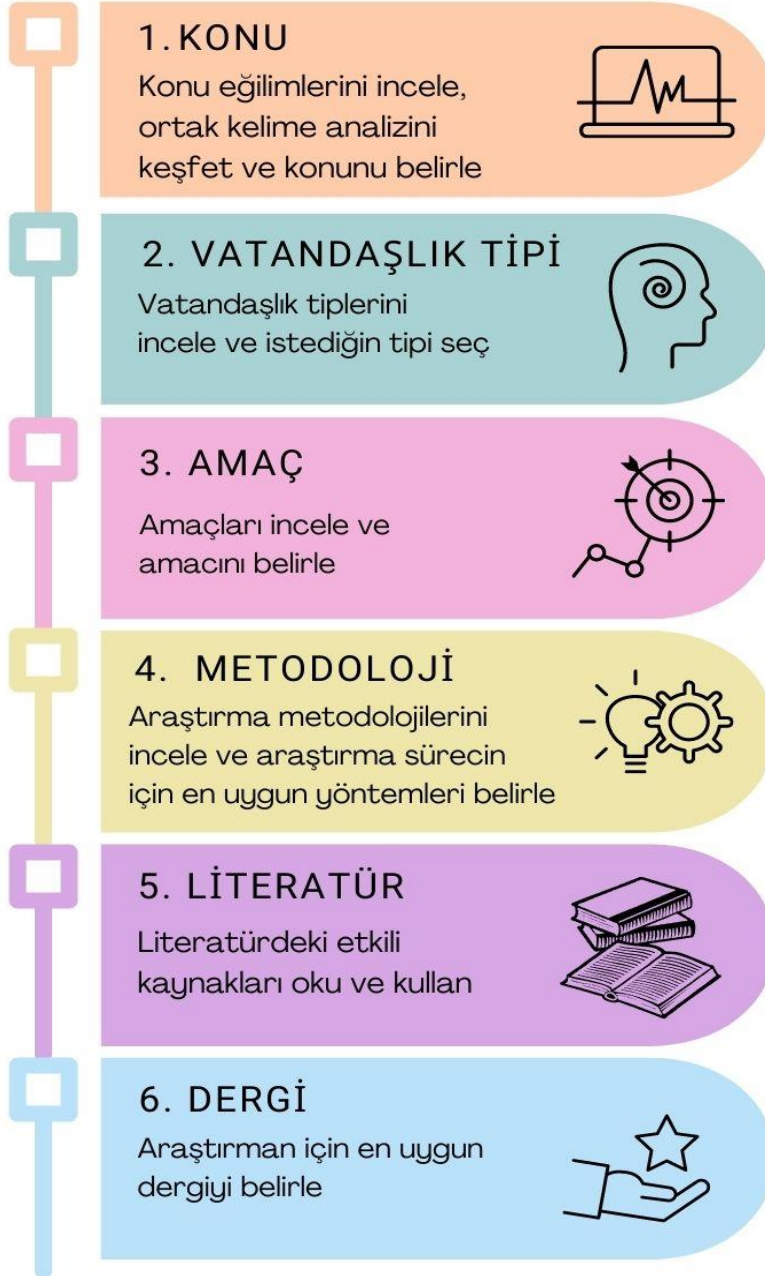 1. KONU
Konu eğilimlerini incele,
ortak kelime analizini
keşfet ve konunu belirle
2. VATANDAŞLIK TİPİ
Vatandaşlık tiplerini
incele ve istediğin tipi seç
3. AMAÇ
Amaçları incele ve
amacını belirle
4. METODOLOJİ
Araştırma metodolojilerini
incele ve araştırma sürecin
için en uygun yöntemleri belirle
5. LİTERATÜR
Literatürdeki etkili
kaynakları oku ve kullan
6. DERGİ
Araştırman için en uygun
dergiyi belirle